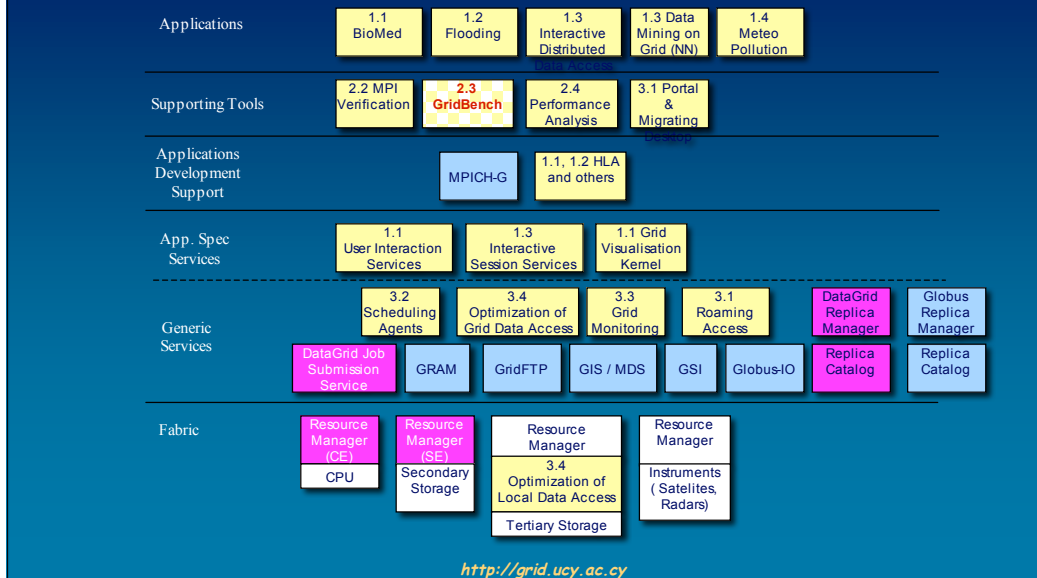 Applications
1.1
BioMed
1.2
Flooding
1.3
Interactive
Distributed
Data Access
1.3 Data
Mining on
Grid (NN)
1.4
Meteo
Pollution
Supporting Tools
2.2 MPI
Verification
2.3
GridBench
2.4
Performance
Analysis
3.1 Portal
&
Migrating
Desktop
Applications
Development
Support
MPICH-G
1.1, 1.2 HLA
and others
App. Spec
Services
1.1
User Interaction
Services
1.3
Interactive
Session Services
1.1 Grid
Visualisation
Kernel
Generic
Services
3.2
Scheduling
Agents
3.4
Optimization of
Grid Data Access
3.3
Grid
Monitoring
3.1
Roaming
Access
DataGrid
Replica
Manager
Globus
Replica
Manager
DataGrid Job
Submission
Service
GRAM
GridFTP
GIS / MDS
GSI
Globus-IO
Replica
Catalog
Replica
Catalog
Fabric
Resource
Manager
(CE)
CPU
Resource
Manager
(SE)
Secondary
Storage
Resource
Manager
3.4
Optimization of
Local Data Access
Tertiary Storage
Resource
Manager
Instruments
( Satelites,
Radars)
http://grid.ucy.ac.cy